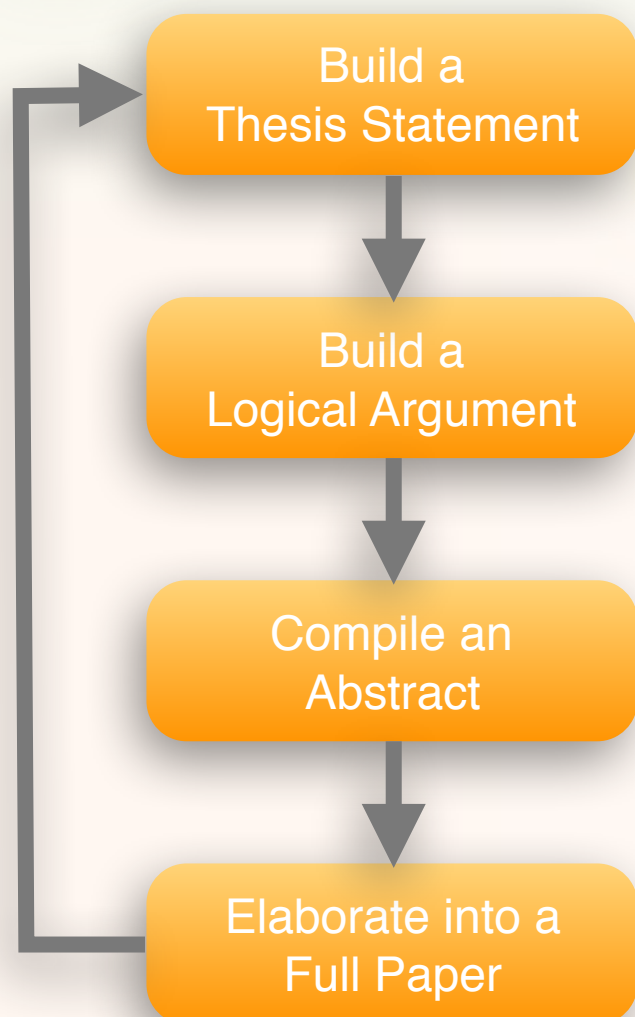 Build a
Thesis Statement
Build a
Logical Argument
Compile an
Abstract
Elaborate into a
Full Paper